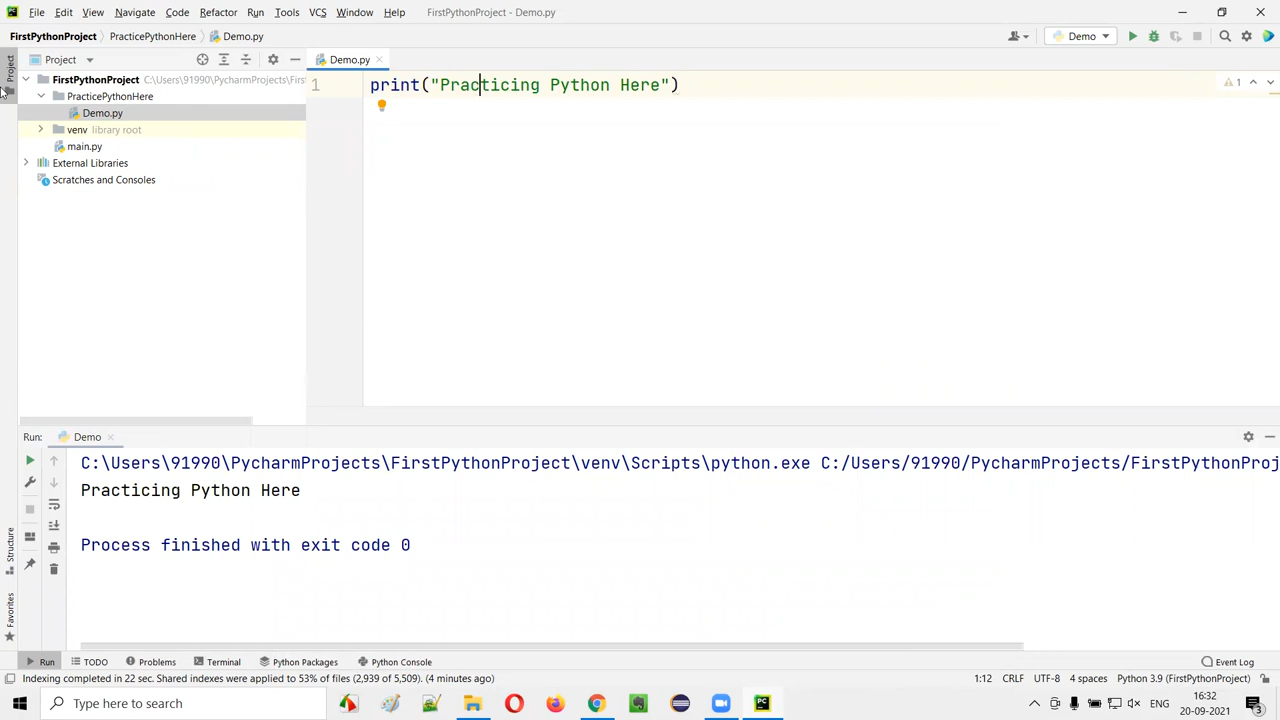 File Edit View Navigate Code Refactor Run Tools VCS Window Help FirstPythonProject - Demo.py
FirstPythonProject PracticePythonHere Demo.py Demo
Project
Project Demo.py
FirstPythonProject C:\Users\91990\PycharmProjects\Firs
PracticePythonHere
Demo.py
venv library root
main.py
External Libraries
Scratches and Consoles
1 print("Practicing Python Here") 1
Run: Demo
C:\Users\91990\PycharmProjects\FirstPythonProject\venv\Scripts\python.exe C:/Users/91990/PycharmProjects/FirstPythonProj
Practicing Python Here
Process finished with exit code 0
Structure
Favorites
Run TODO Problems Terminal Python Packages Python Console Event Log
Indexing completed in 22 sec. Shared indexes were applied to 53% of files (2,939 of 5,509). (4 minutes ago) 1:12 CRLF UTF-8 4 spaces Python 3.9 (FirstPythonProject)
Type here to search
ENG
16:32
20-09-2021
3